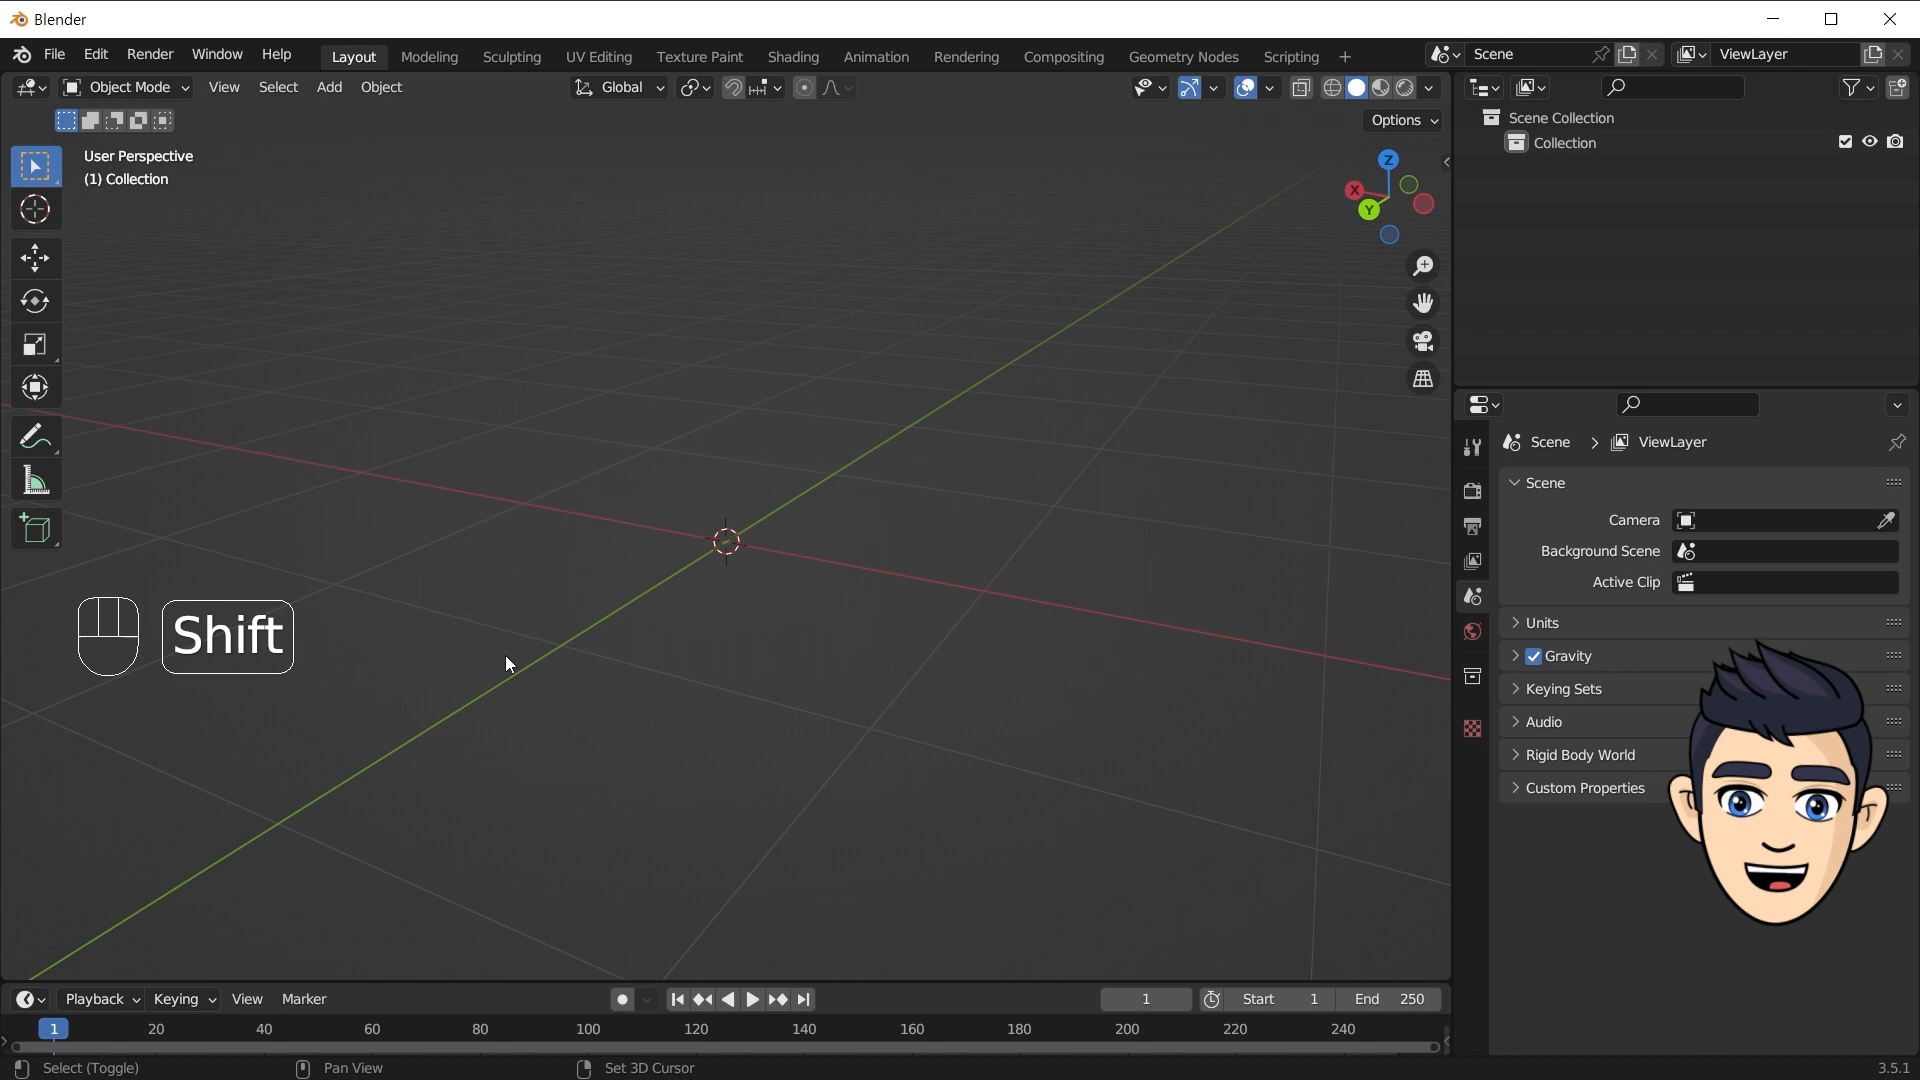 Blender
File Edit Render Window Help Layout Modeling Sculpting UV Editing Texture Paint Shading Animation Rendering Compositing Geometry Nodes Scripting + Scene ViewLayer
Object Mode View Select Add Object Global
Options
User Perspective
(1) Collection
Z
X
Y
Shift
Scene Collection
Collection
Scene > ViewLayer
Scene
Camera
Background Scene
Active Clip
Units
Gravity
Keying Sets
Audio
Rigid Body World
Custom Properties
Playback Keying View Marker 1 Start 1 End 250
1 20 40 60 80 100 120 140 160 180 200 220 240
Select (Toggle) Pan View Set 3D Cursor 3.5.1